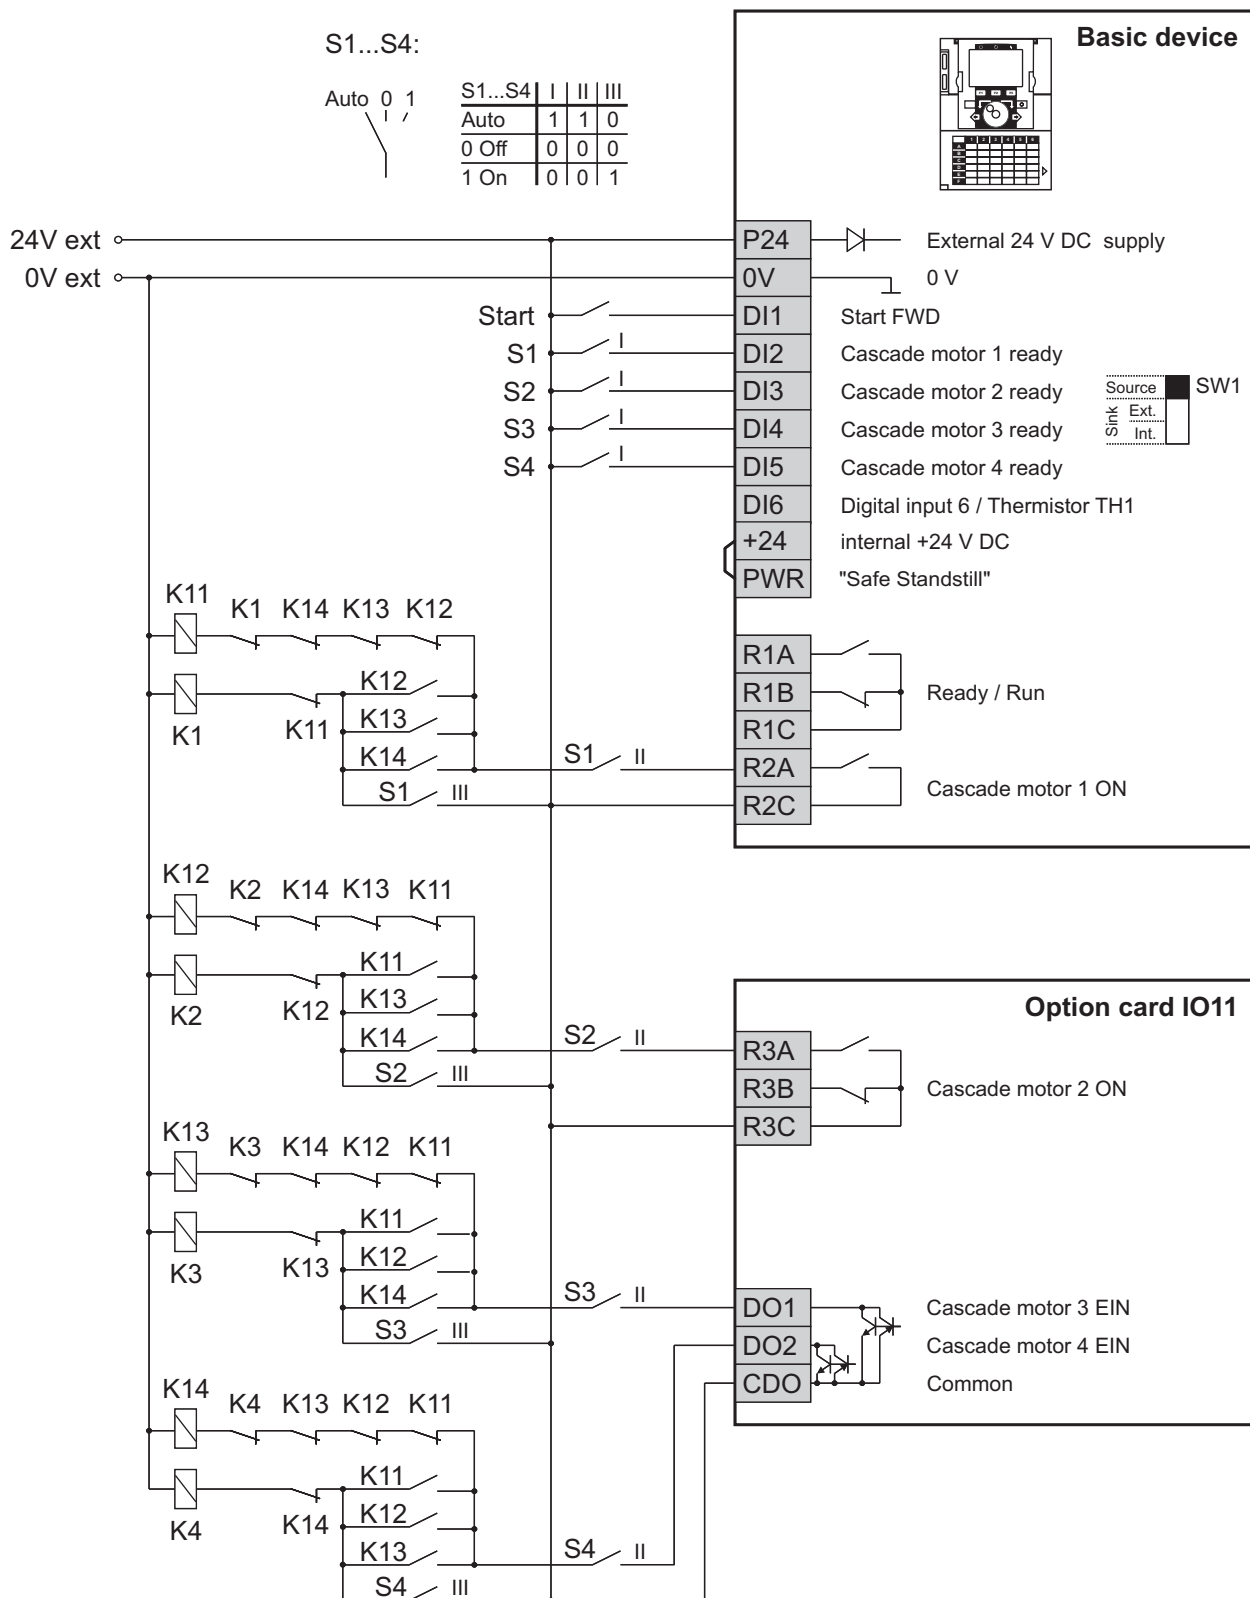 Basic device
S1...S4:
Auto 0 1
S1...S4 I II III
Auto 1 1 0
0 Off 0 0 0
1 On 0 0 1
24V ext P24 External 24 V DC supply
0V ext 0V 0 V
Start DI1 Start FWD
S1 I DI2 Cascade motor 1 ready
S2 I DI3 Cascade motor 2 ready
S3 I DI4 Cascade motor 3 ready
S4 I DI5 Cascade motor 4 ready
Source SW1
Sink Ext.
Int.
DI6 Digital input 6 / Thermistor TH1
+24 internal +24 V DC
PWR "Safe Standstill"
K11 K1 K14 K13 K12
R1A
K1 K11 K12 R1B Ready / Run
K13 R1C
K14 S1 II R2A
Cascade motor 1 ON
S1 III R2C
K12 K2 K14 K13 K11
K2 K12 K11
K13
Option card IO11
K14 S2 II R3A
S2 III R3B Cascade motor 2 ON
R3C
K13 K3 K14 K12 K11
K3 K13 K11
K12
K14 S3 II DO1 Cascade motor 3 EIN
S3 III DO2 Cascade motor 4 EIN
CDO Common
K14 K4 K13 K12 K11
K4 K14 K11
K12
K13 S4 II
S4 III